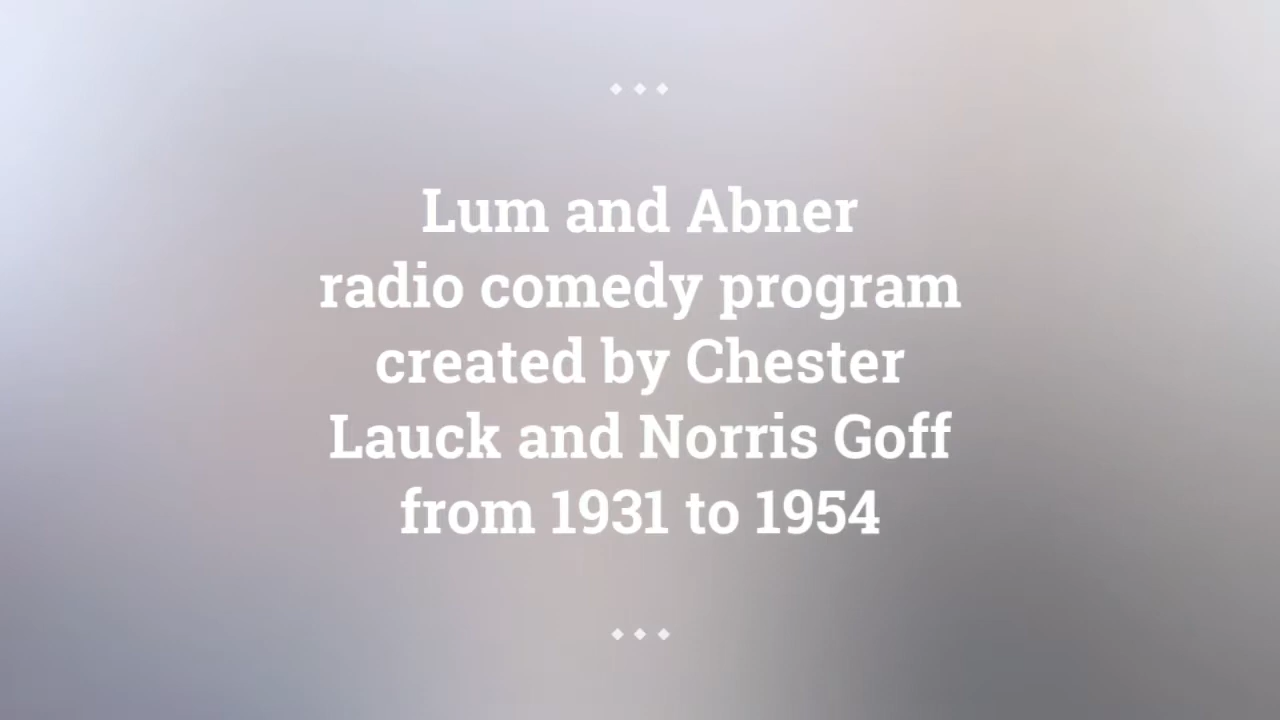 Lum and Abner
radio comedy program
created by Chester
Lauck and Norris Goff
from 1931 to 1954